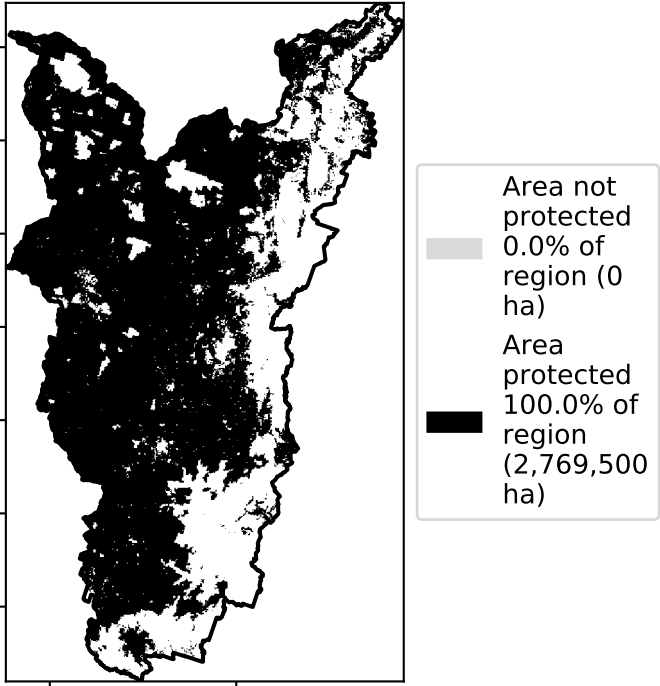 Area not
protected
0.0% of
region (0
ha)
Area
protected
100.0% of
region
(2,769,500
ha)